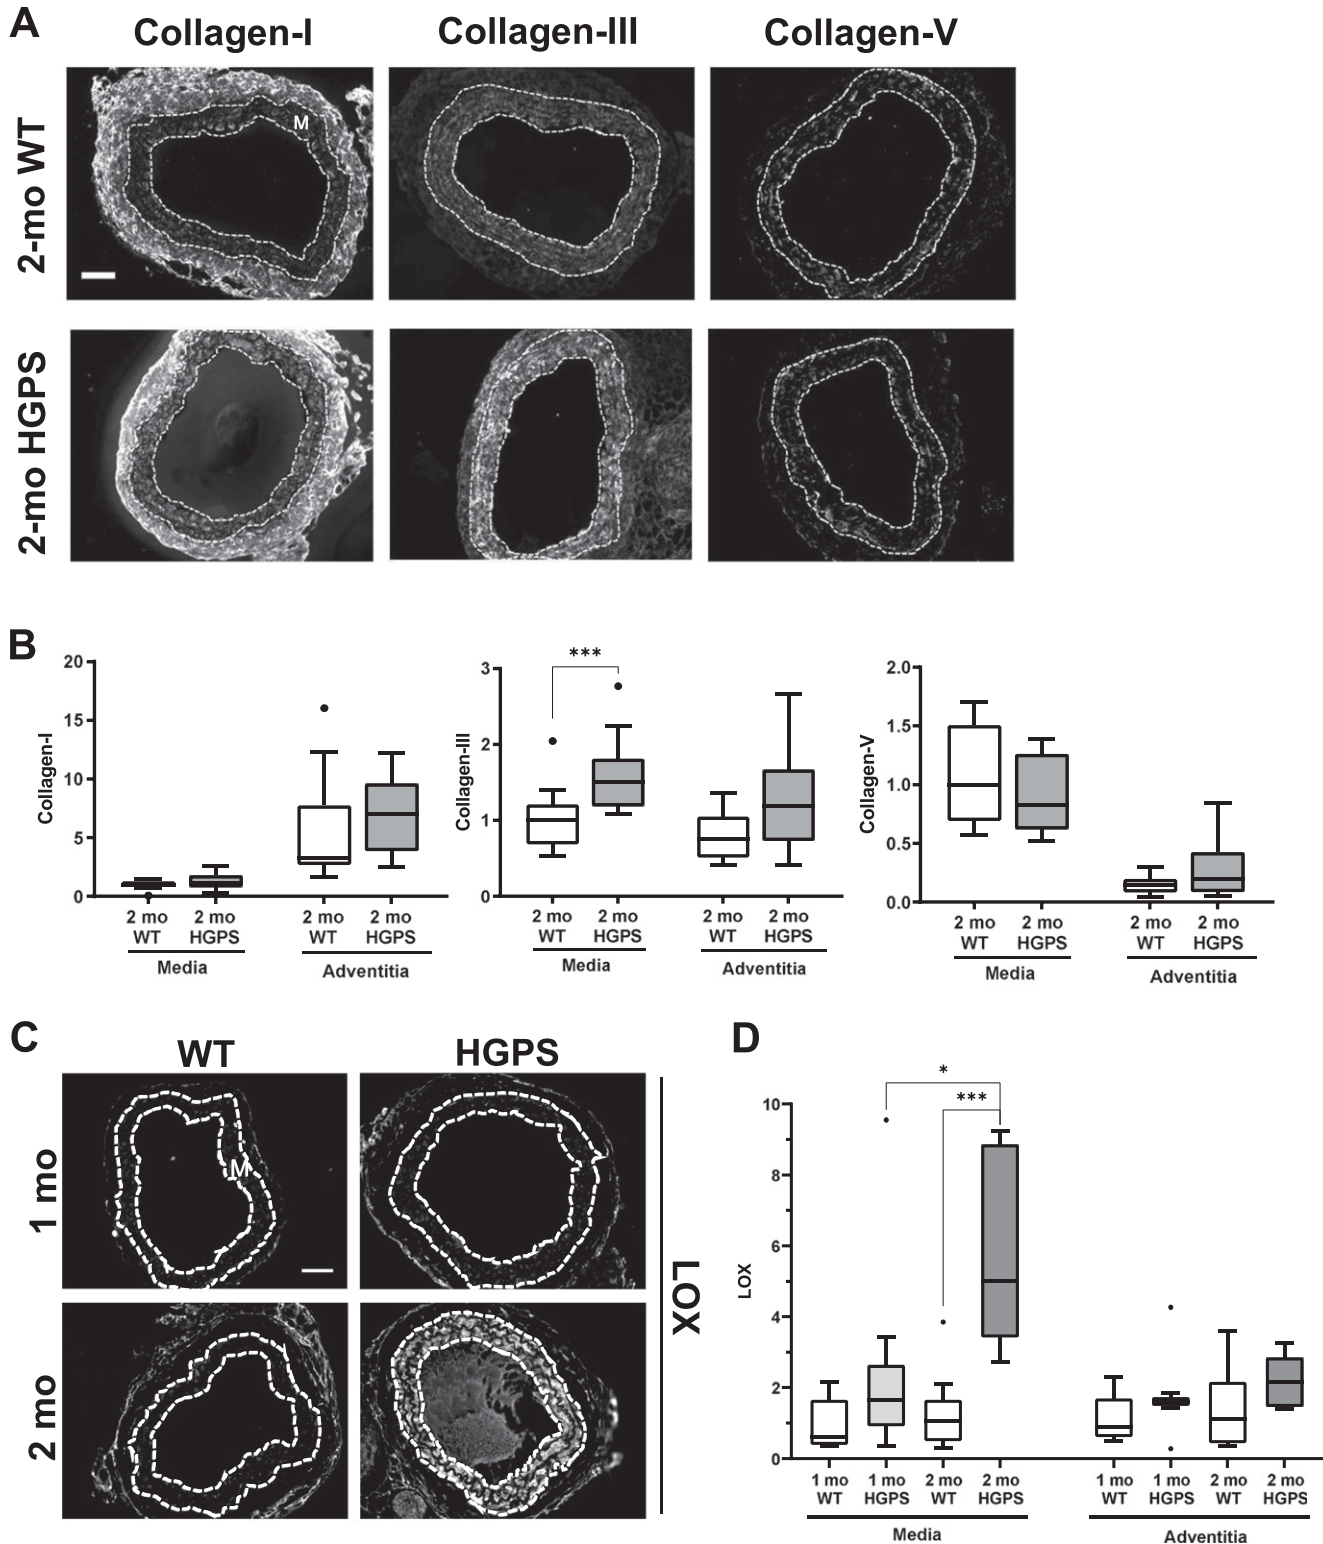 A
Collagen-I
Collagen-III
Collagen-V
2-mo WT
M
2-mo HGPS
B
Collagen-I
20
15
10
5
0
2 mo WT
2 mo HGPS
2 mo WT
2 mo HGPS
Media
Adventitia
Collagen-III
3
2
1
0
***
2 mo WT
2 mo HGPS
2 mo WT
2 mo HGPS
Media
Adventitia
Collagen-V
2.0
1.5
1.0
0.5
0.0
2 mo WT
2 mo HGPS
2 mo WT
2 mo HGPS
Media
Adventitia
C
WT
HGPS
1 mo
M
2 mo
LOX
D
LOX
10
8
6
4
2
0
*
***
1 mo WT
1 mo HGPS
2 mo WT
2 mo HGPS
1 mo WT
1 mo HGPS
2 mo WT
2 mo HGPS
Media
Adventitia